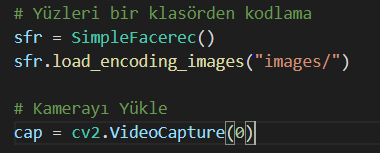 # Yüzleri bir klasörden kodlama
sfr = SimpleFacerec()
sfr.load_encoding_images("images/")
# Kamerayı Yükle
cap = cv2.VideoCapture(0)